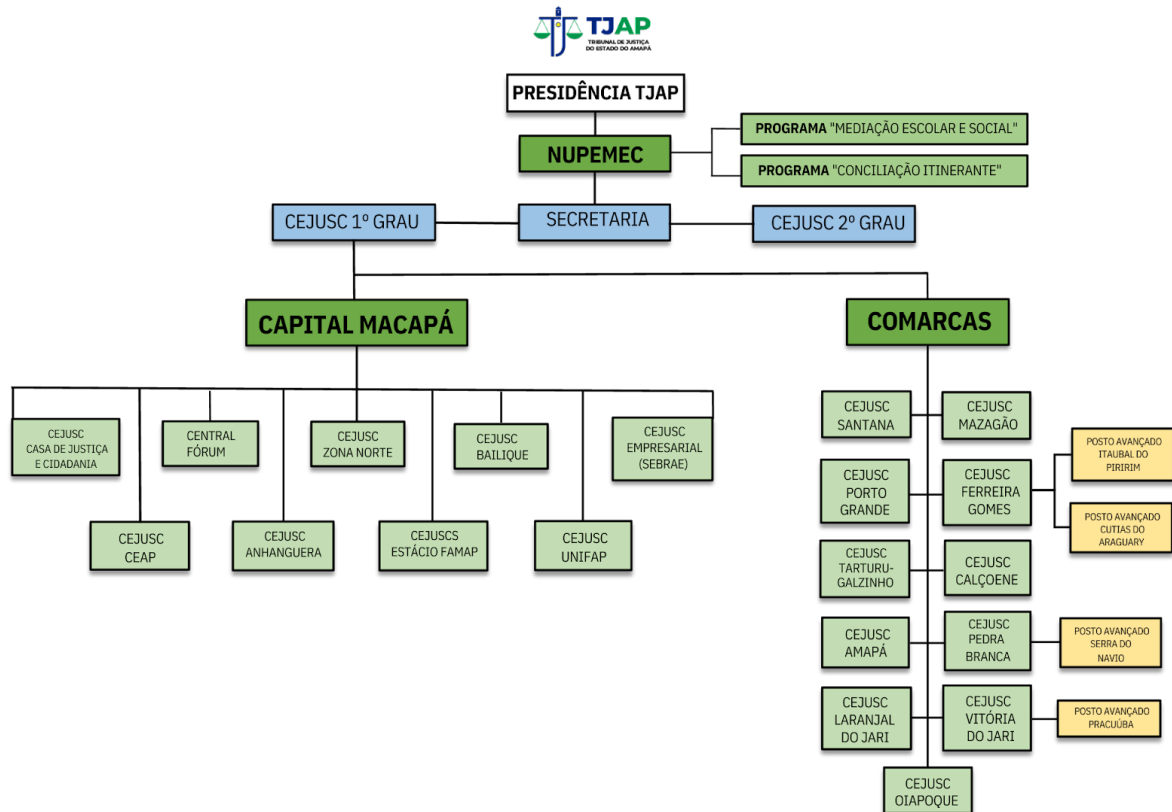 TJAP
TRIBUNAL DE JUSTIÇA
DO ESTADO DO AMAPÁ
PRESIDÊNCIA TJAP
NUPEMEC
PROGRAMA "MEDIAÇÃO ESCOLAR E SOCIAL"
PROGRAMA "CONCILIAÇÃO ITINERANTE"
CEJUSC 1º GRAU
SECRETARIA
CEJUSC 2º GRAU
CAPITAL MACAPÁ
COMARCAS
CEJUSC
CASA DE JUSTIÇA
E CIDADANIA
CENTRAL
FÓRUM
CEJUSC
ZONA NORTE
CEJUSC
BAILIQUE
CEJUSC
EMPRESARIAL
(SEBRAE)
CEJUSC
CEAP
CEJUSC
ANHANGUERA
CEJUSCS
ESTÁCIO FAMAP
CEJUSC
UNIFAP
CEJUSC
SANTANA
CEJUSC
MAZAGÃO
CEJUSC
PORTO
GRANDE
CEJUSC
FERREIRA
GOMES
POSTO AVANÇADO
ITAUBAL DO
PIRIRIM
POSTO AVANÇADO
CUTIAS DO
ARAGUARY
CEJUSC
TARTURU-
GALZINHO
CEJUSC
CALÇOENE
CEJUSC
AMAPÁ
CEJUSC
PEDRA
BRANCA
POSTO AVANÇADO
SERRA DO
NAVIO
CEJUSC
LARANJAL
DO JARI
CEJUSC
VITÓRIA
DO JARI
POSTO AVANÇADO
PRACUÚBA
CEJUSC
OIAPOQUE